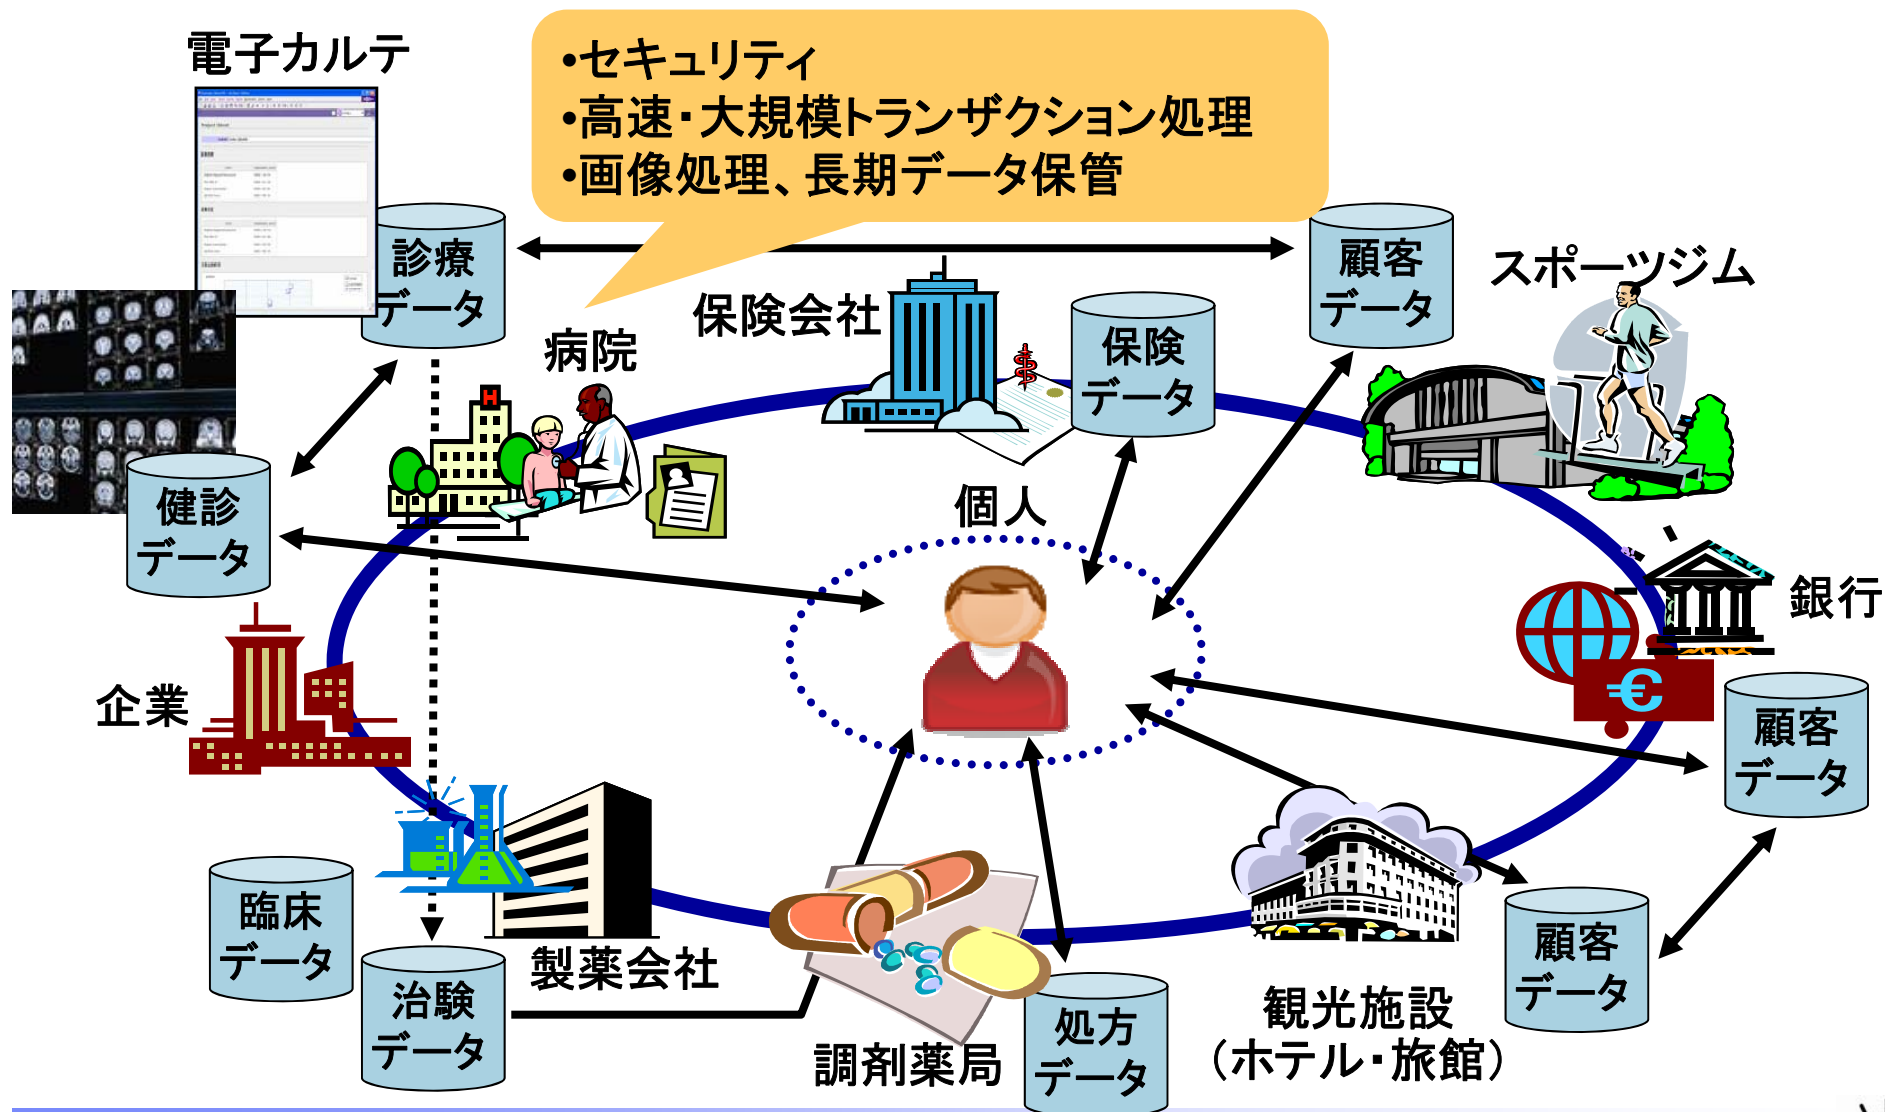 電子カルテ
•セキュリティ
•高速・大規模トランザクション処理
•画像処理、長期データ保管
診療
データ
顧客
データ
スポーツジム
保険会社
保険
データ
病院
H
健診
データ
個人
銀行
€
企業
顧客
データ
臨床
データ
治験
データ
製薬会社
調剤薬局
処方
データ
観光施設
（ホテル・旅館）
顧客
データ